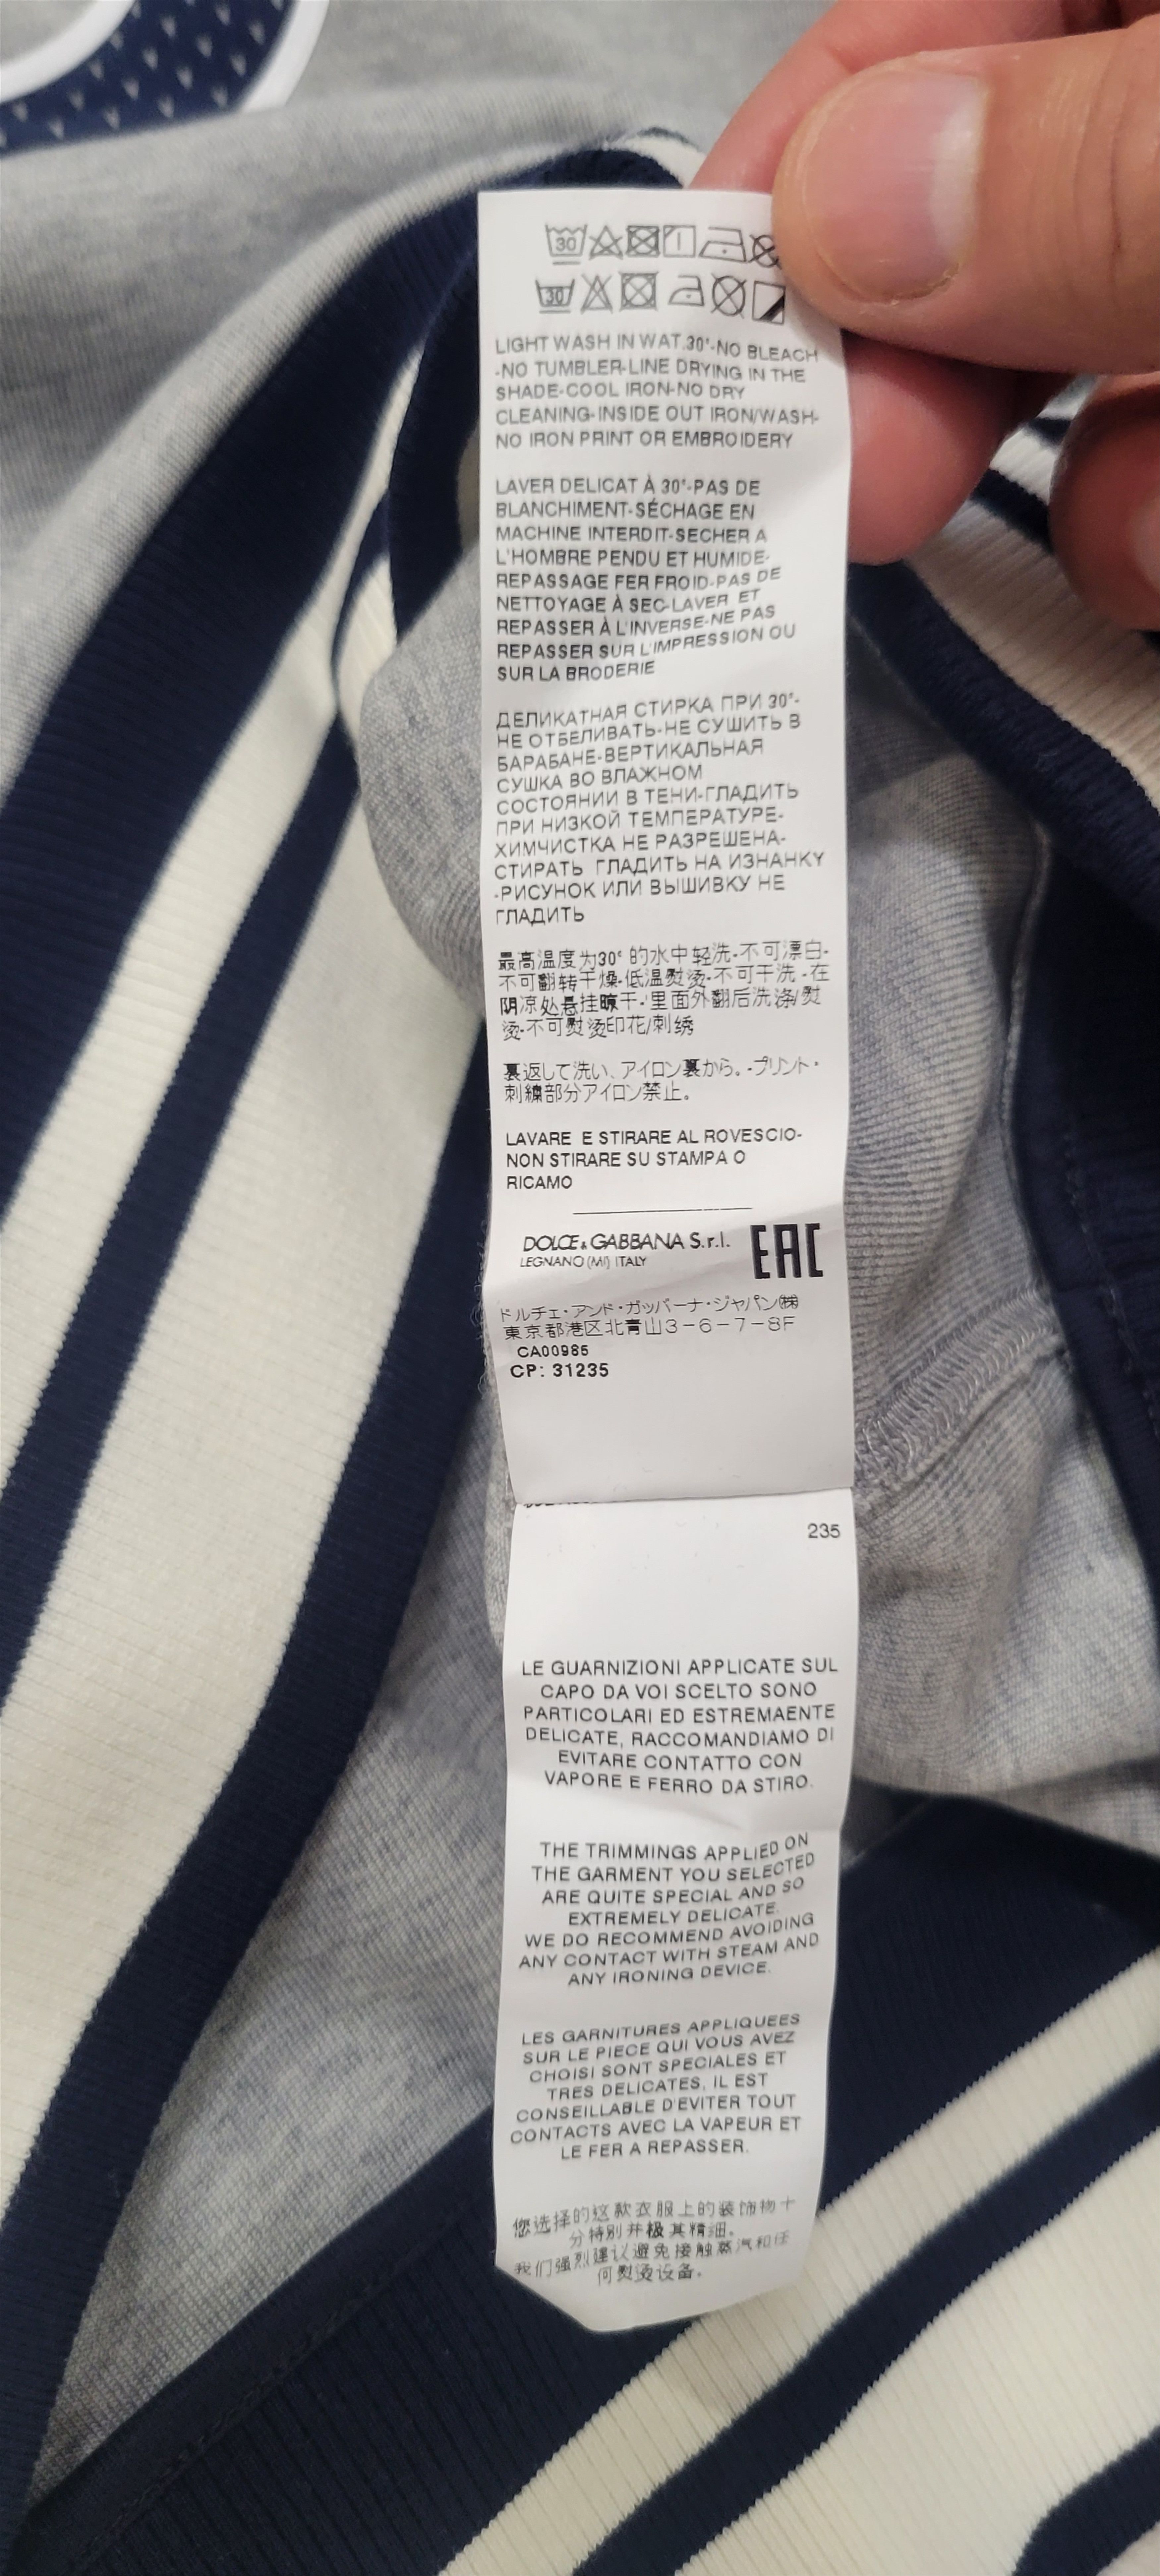 30
30
LIGHT WASH IN WAT.30°-NO BLEACH
-NO TUMBLER-LINE DRYING IN THE
SHADE-COOL IRON-NO DRY
CLEANING-INSIDE OUT IRON/WASH-
NO IRON PRINT OR EMBROIDERY
LAVER DELICAT À 30°-PAS DE
BLANCHIMENT-SÉCHAGE EN
MACHINE INTERDIT-SECHER A
L'HOMBRE PENDU ET HUMIDE-
REPASSAGE FER FROID-PAS DE
NETTOYAGE À SEC-LAVER ET
REPASSER À L'INVERSE-NE PAS
REPASSER SUR L'IMPRESSION OU
SUR LA BRODERIE
ДЕЛИКАТНАЯ СТИРКА ПРИ 30°-
НЕ ОТБЕЛИВАТЬ-НЕ СУШИТЬ В
БАРАБАНЕ-ВЕРТИКАЛЬНАЯ
СУШКА ВО ВЛАЖНОМ
СОСТОЯНИИ В ТЕНИ-ГЛАДИТЬ
ПРИ НИЗКОЙ ТЕМПЕРАТУРЕ-
ХИМЧИСТКА НЕ РАЗРЕШЕНА-
СТИРАТЬ ГЛАДИТЬ НА ИЗНАНКУ
-РИСУНОК ИЛИ ВЫШИВКУ НЕ
ГЛАДИТЬ
最高温度为30° 的水中轻洗-不可漂白-
不可翻转干燥-低温熨烫-不可干洗 -在
阴凉处悬挂晾干-里面外翻后洗涤/熨
烫-不可熨烫印花/刺绣
裏返して洗い、アイロン裏から。-プリント・
刺繍部分アイロン禁止。
LAVARE E STIRARE AL ROVESCIO-
NON STIRARE SU STAMPA O
RICAMO
DOLCE & GABBANA S.r.l.
LEGNANO (MI) ITALY
EAC
ドルチェ・アンド・ガッバーナ・ジャパン㈱
東京都港区北青山3-6-7-8F
CA00985
CP: 31235
235
LE GUARNIZIONI APPLICATE SUL
CAPO DA VOI SCELTO SONO
PARTICOLARI ED ESTREMAENTE
DELICATE, RACCOMANDIAMO DI
EVITARE CONTATTO CON
VAPORE E FERRO DA STIRO.
THE TRIMMINGS APPLIED ON
THE GARMENT YOU SELECTED
ARE QUITE SPECIAL AND SO
EXTREMELY DELICATE.
WE DO RECOMMEND AVOIDING
ANY CONTACT WITH STEAM AND
ANY IRONING DEVICE.
LES GARNITURES APPLIQUEES
SUR LE PIECE QUI VOUS AVEZ
CHOISI SONT SPECIALES ET
TRES DELICATES, IL EST
CONSEILLABLE D'EVITER TOUT
CONTACTS AVEC LA VAPEUR ET
LE FER A REPASSER.
您选择的这款衣服上的装饰物十
分特别并极其精细。
我们强烈建议避免接触蒸汽和任
何熨烫设备。